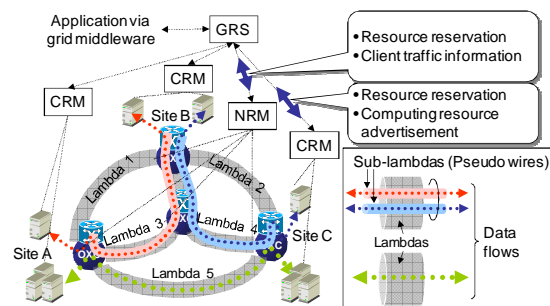 Application via
grid middleware
GRS
• Resource reservation
• Client traffic information
CRM
CRM
• Resource reservation
• Computing resource
advertisement
Site B
NRM
CRM
Sub-lambdas (Pseudo wires)
Lambda 1
Lambda 2
Lambda 3
Lambda 4
Site C
Site A
OX
X
C
Lambdas
Data
flows
Lambda 5